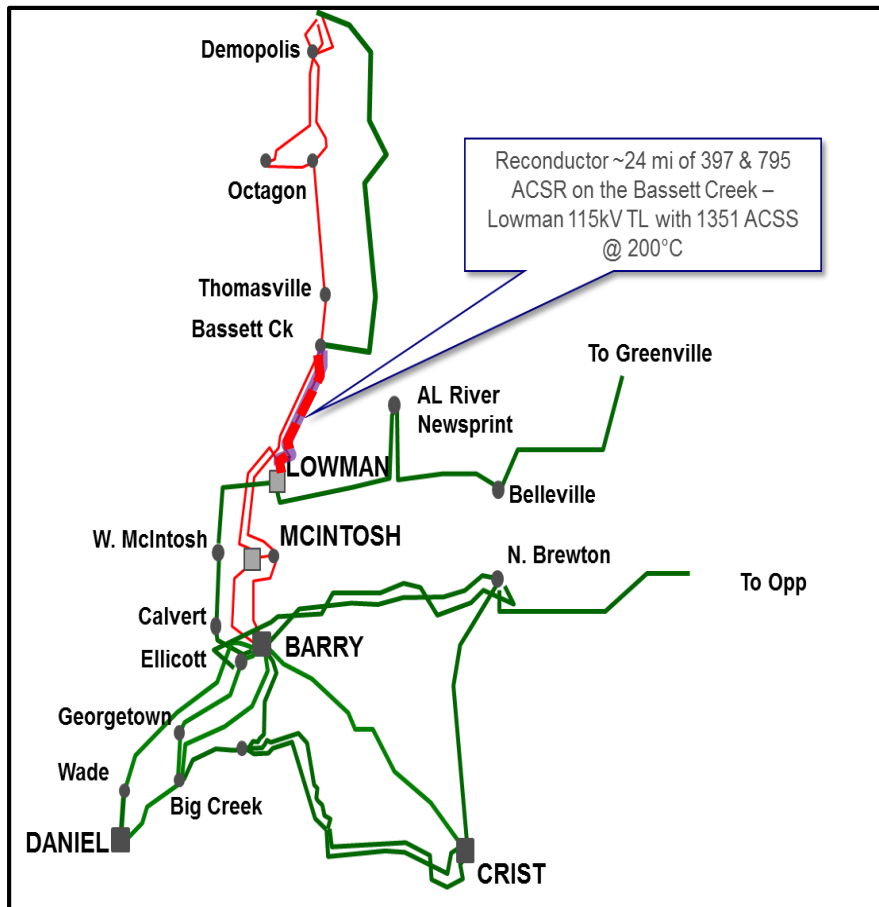 Demopolis
Reconductor ~24 mi of 397 & 795
ACSR on the Bassett Creek –
Lowman 115kV TL with 1351 ACSS
@ 200°C
Octagon
Thomasville
Bassett Ck
To Greenville
AL River
Newsprint
LOWMAN
Belleville
W. McIntosh
MCINTOSH
N. Brewton
To Opp
Calvert
BARRY
Ellicott
Georgetown
Wade
Big Creek
DANIEL
CRIST